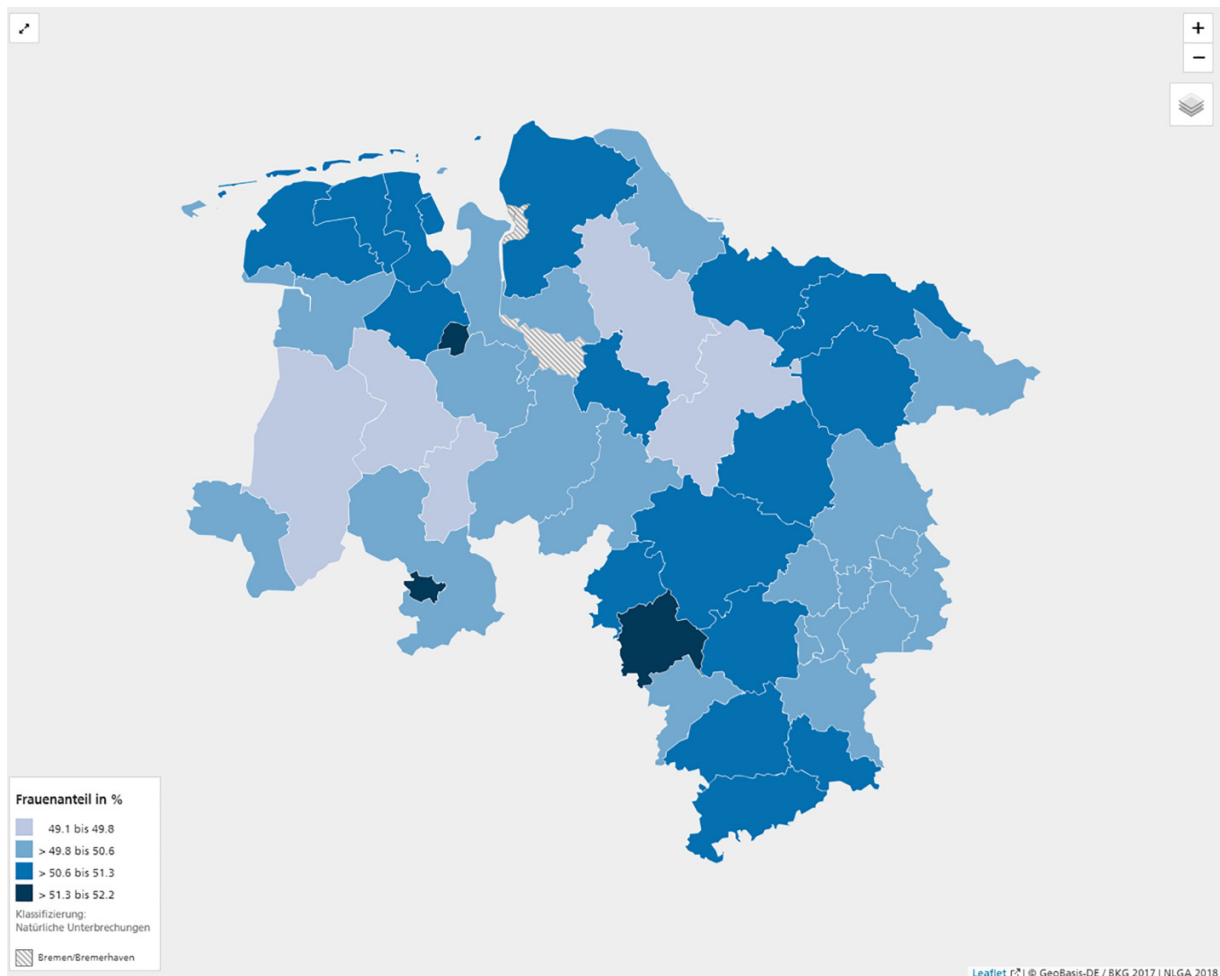 +
−
Frauenanteil in %
49.1 bis 49.8
> 49.8 bis 50.6
> 50.6 bis 51.3
> 51.3 bis 52.2
Klassifizierung:
Natürliche Unterbrechungen
Bremen/Bremerhaven
Leaflet | © GeoBasis-DE / BKG 2017 | NLGA 2018